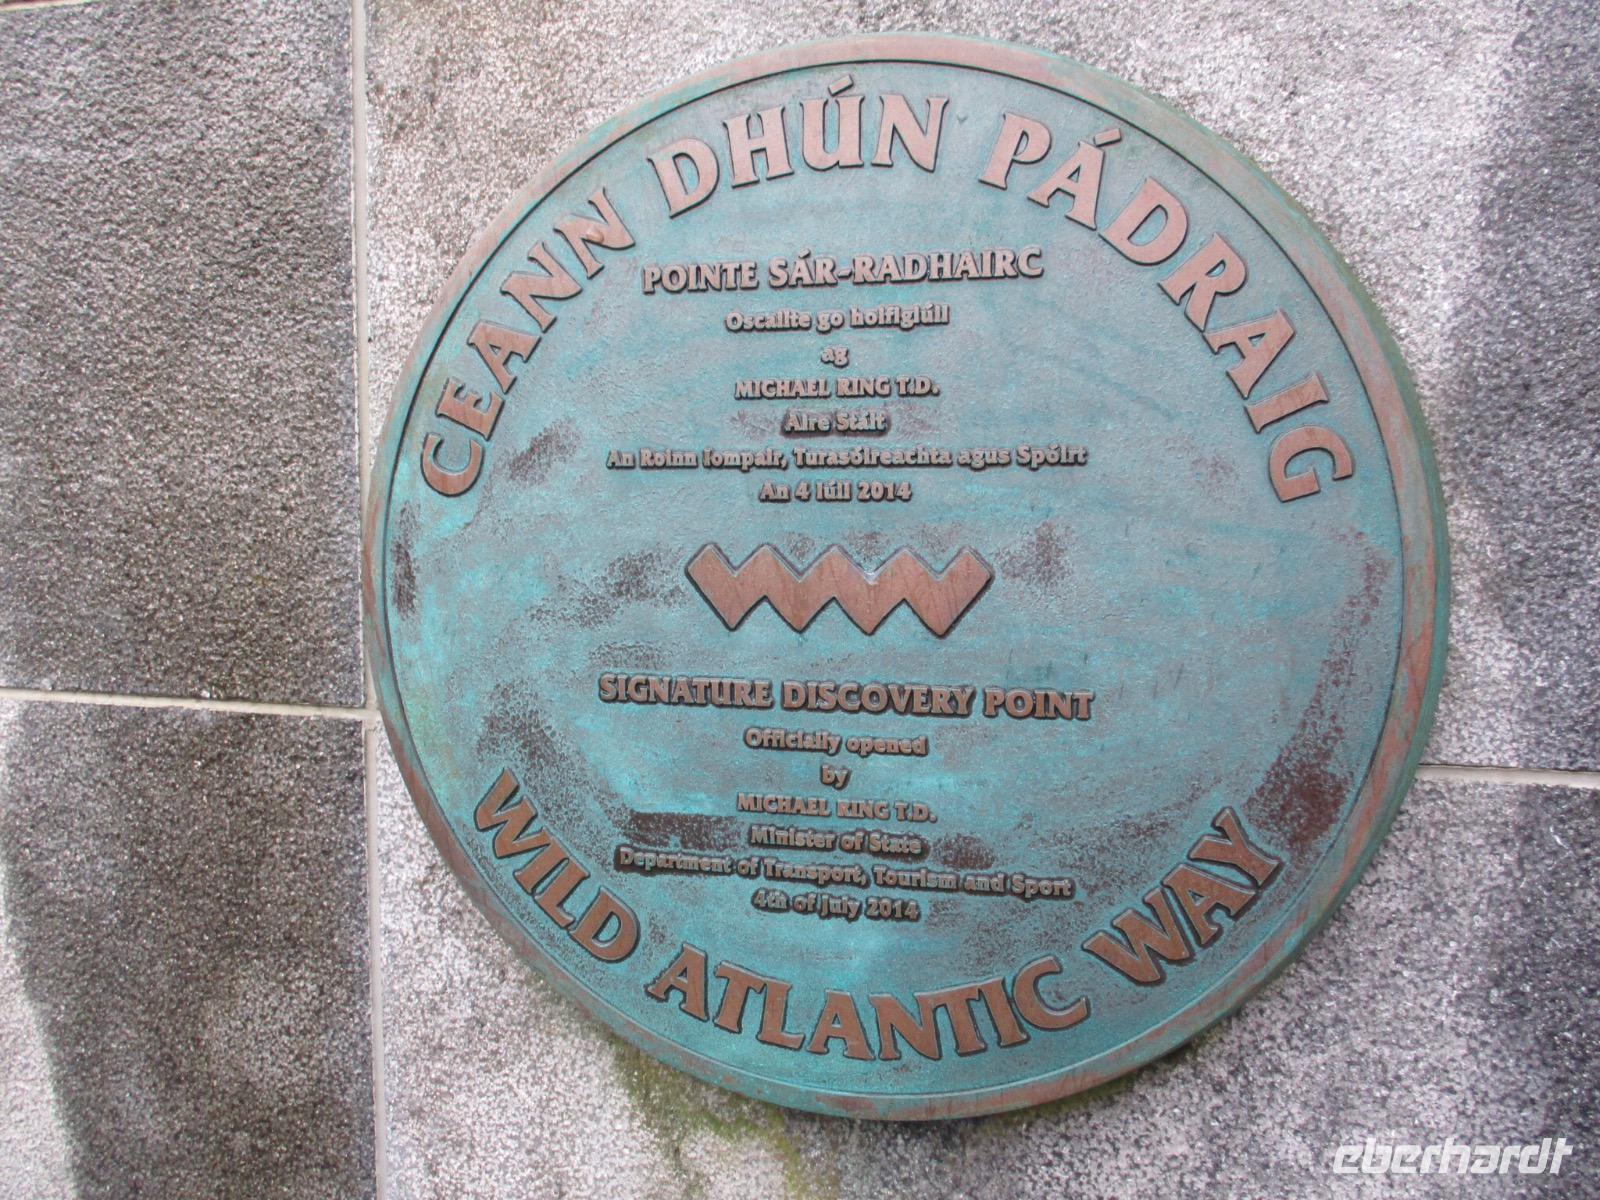 CEANN DHÚN PÁDRAIG
POINTE SÁR-RADHAIRC
Oscailte go hoifigiúil
ag
MICHAEL RING T.D.
Aire Stáit
An Roinn Iompair, Turasóireachta agus Spóirt
An 4 Iúil 2014
SIGNATURE DISCOVERY POINT
Officially opened
by
MICHAEL RING T.D.
Minister of State
Department of Transport, Tourism and Sport
4th of July 2014
WILD ATLANTIC WAY
eberhardt